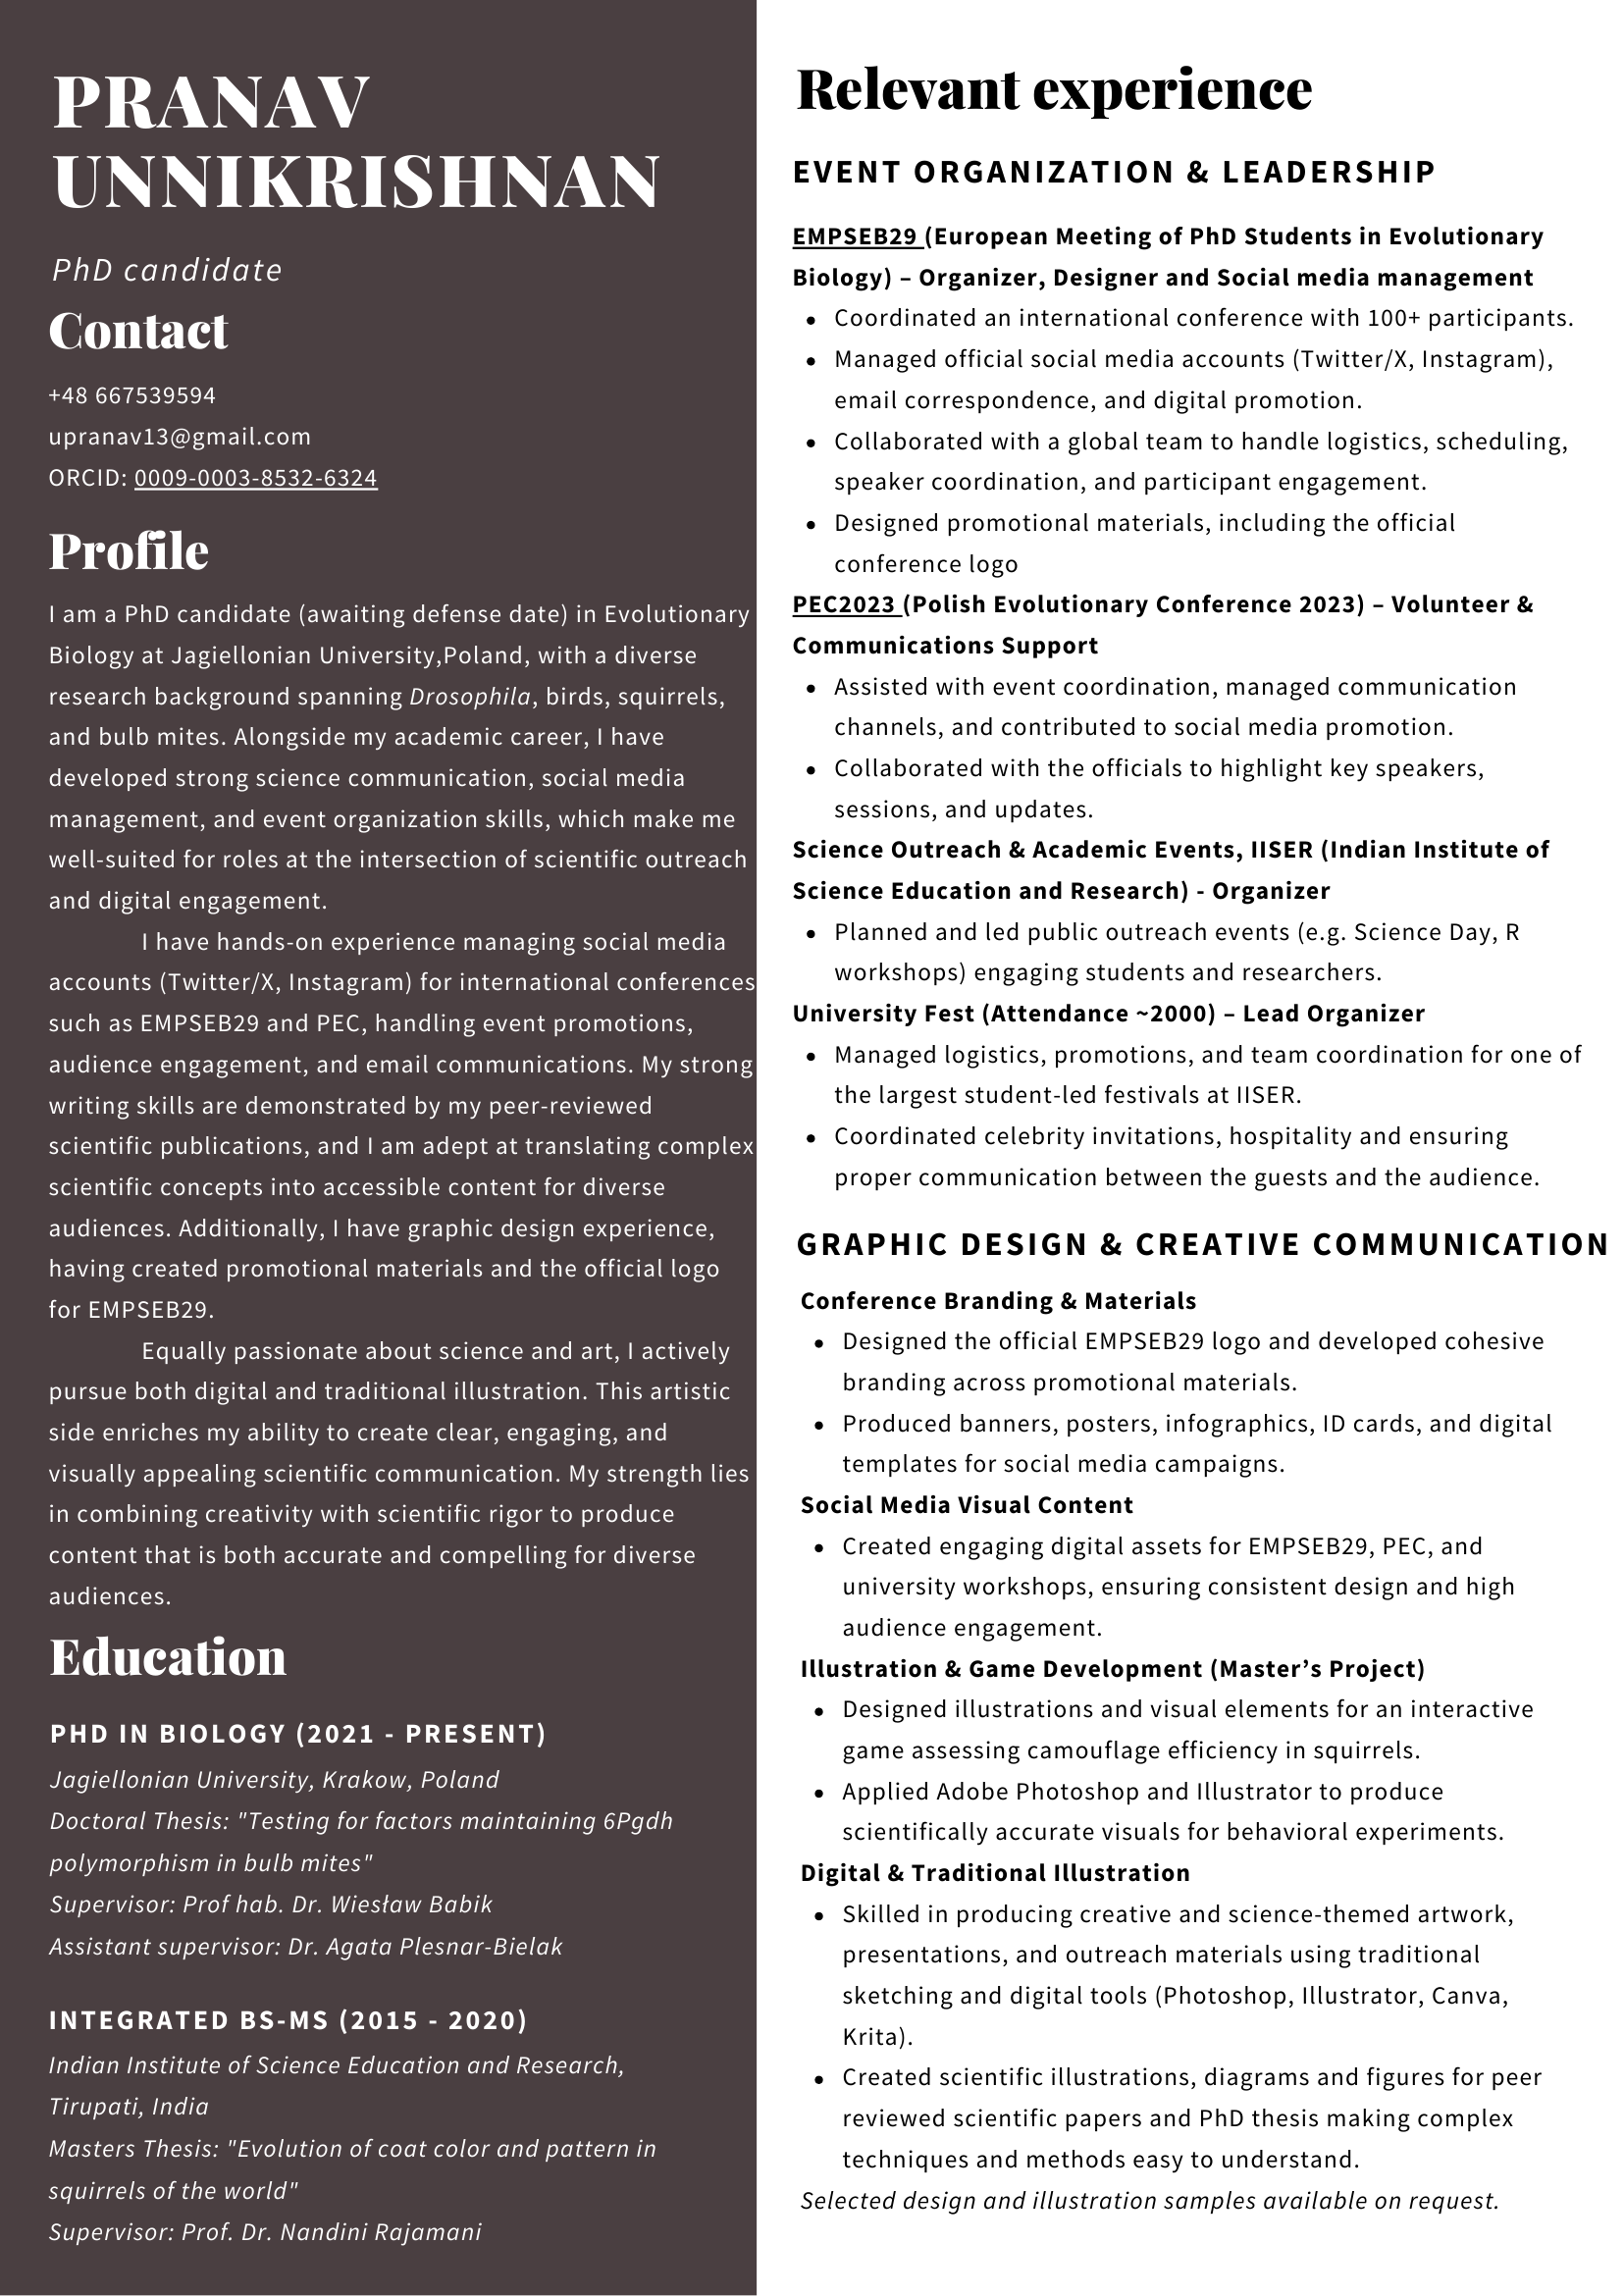 PRANAV
UNNIKRISHNAN
PhD candidate
Contact
+48 667539594
upranav13@gmail.com
ORCID: 0009-0003-8532-6324
Profile
I am a PhD candidate (awaiting defense date) in Evolutionary
Biology at Jagiellonian University,Poland, with a diverse
research background spanning Drosophila, birds, squirrels,
and bulb mites. Alongside my academic career, I have
developed strong science communication, social media
management, and event organization skills, which make me
well-suited for roles at the intersection of scientific outreach
and digital engagement.
I have hands-on experience managing social media
accounts (Twitter/X, Instagram) for international conferences
such as EMPSEB29 and PEC, handling event promotions,
audience engagement, and email communications. My strong
writing skills are demonstrated by my peer-reviewed
scientific publications, and I am adept at translating complex
scientific concepts into accessible content for diverse
audiences. Additionally, I have graphic design experience,
having created promotional materials and the official logo
for EMPSEB29.
Equally passionate about science and art, I actively
pursue both digital and traditional illustration. This artistic
side enriches my ability to create clear, engaging, and
visually appealing scientific communication. My strength lies
in combining creativity with scientific rigor to produce
content that is both accurate and compelling for diverse
audiences.
Education
PHD IN BIOLOGY (2021 - PRESENT)
Jagiellonian University, Krakow, Poland
Doctoral Thesis: "Testing for factors maintaining 6Pgdh
polymorphism in bulb mites"
Supervisor: Prof hab. Dr. Wiesław Babik
Assistant supervisor: Dr. Agata Plesnar-Bielak
INTEGRATED BS-MS (2015 - 2020)
Indian Institute of Science Education and Research,
Tirupati, India
Masters Thesis: "Evolution of coat color and pattern in
squirrels of the world"
Supervisor: Prof. Dr. Nandini Rajamani
Relevant experience
EVENT ORGANIZATION & LEADERSHIP
EMPSEB29 (European Meeting of PhD Students in Evolutionary
Biology) – Organizer, Designer and Social media management
• Coordinated an international conference with 100+ participants.
• Managed official social media accounts (Twitter/X, Instagram),
email correspondence, and digital promotion.
• Collaborated with a global team to handle logistics, scheduling,
speaker coordination, and participant engagement.
• Designed promotional materials, including the official
conference logo
PEC2023 (Polish Evolutionary Conference 2023) – Volunteer &
Communications Support
• Assisted with event coordination, managed communication
channels, and contributed to social media promotion.
• Collaborated with the officials to highlight key speakers,
sessions, and updates.
Science Outreach & Academic Events, IISER (Indian Institute of
Science Education and Research) - Organizer
• Planned and led public outreach events (e.g. Science Day, R
workshops) engaging students and researchers.
University Fest (Attendance ~2000) – Lead Organizer
• Managed logistics, promotions, and team coordination for one of
the largest student-led festivals at IISER.
• Coordinated celebrity invitations, hospitality and ensuring
proper communication between the guests and the audience.
GRAPHIC DESIGN & CREATIVE COMMUNICATION
Conference Branding & Materials
• Designed the official EMPSEB29 logo and developed cohesive
branding across promotional materials.
• Produced banners, posters, infographics, ID cards, and digital
templates for social media campaigns.
Social Media Visual Content
• Created engaging digital assets for EMPSEB29, PEC, and
university workshops, ensuring consistent design and high
audience engagement.
Illustration & Game Development (Master’s Project)
• Designed illustrations and visual elements for an interactive
game assessing camouflage efficiency in squirrels.
• Applied Adobe Photoshop and Illustrator to produce
scientifically accurate visuals for behavioral experiments.
Digital & Traditional Illustration
• Skilled in producing creative and science-themed artwork,
presentations, and outreach materials using traditional
sketching and digital tools (Photoshop, Illustrator, Canva,
Krita).
• Created scientific illustrations, diagrams and figures for peer
reviewed scientific papers and PhD thesis making complex
techniques and methods easy to understand.
Selected design and illustration samples available on request.